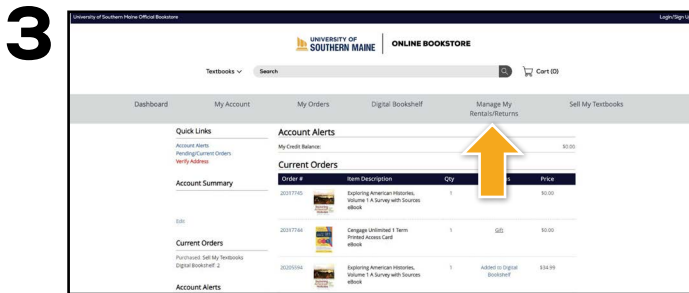 3
University of Southern Maine Official Bookstore
Login/Sign U
UNIVERSITY OF
SOUTHERN MAINE
ONLINE BOOKSTORE
Textbooks
Search
Cart (0)
Dashboard
My Account
My Orders
Digital Bookshelf
Manage My
Rentals/Returns
Sell My Textbooks
Quick Links
Account Alerts
Pending/Current Orders
Verify Address
Account Summary
Edit
Current Orders
Purchased: Sell My Textbooks
Digital Bookshelf: 2
Account Alerts
Account Alerts
My Credit Balance:
$0.00
Current Orders
Order #
Item Description
Qty
Price
20317745
Exploring American Histories,
Volume 1 A Survey with Sources
eBook
1
$0.00
20317744
Cengage Unlimited 1 Term
Printed Access Card
eBook
1
Gift
$0.00
20205594
Exploring American Histories,
Volume 1 A Survey with Sources
eBook
1
Added to Digital
Bookshelf
$34.99